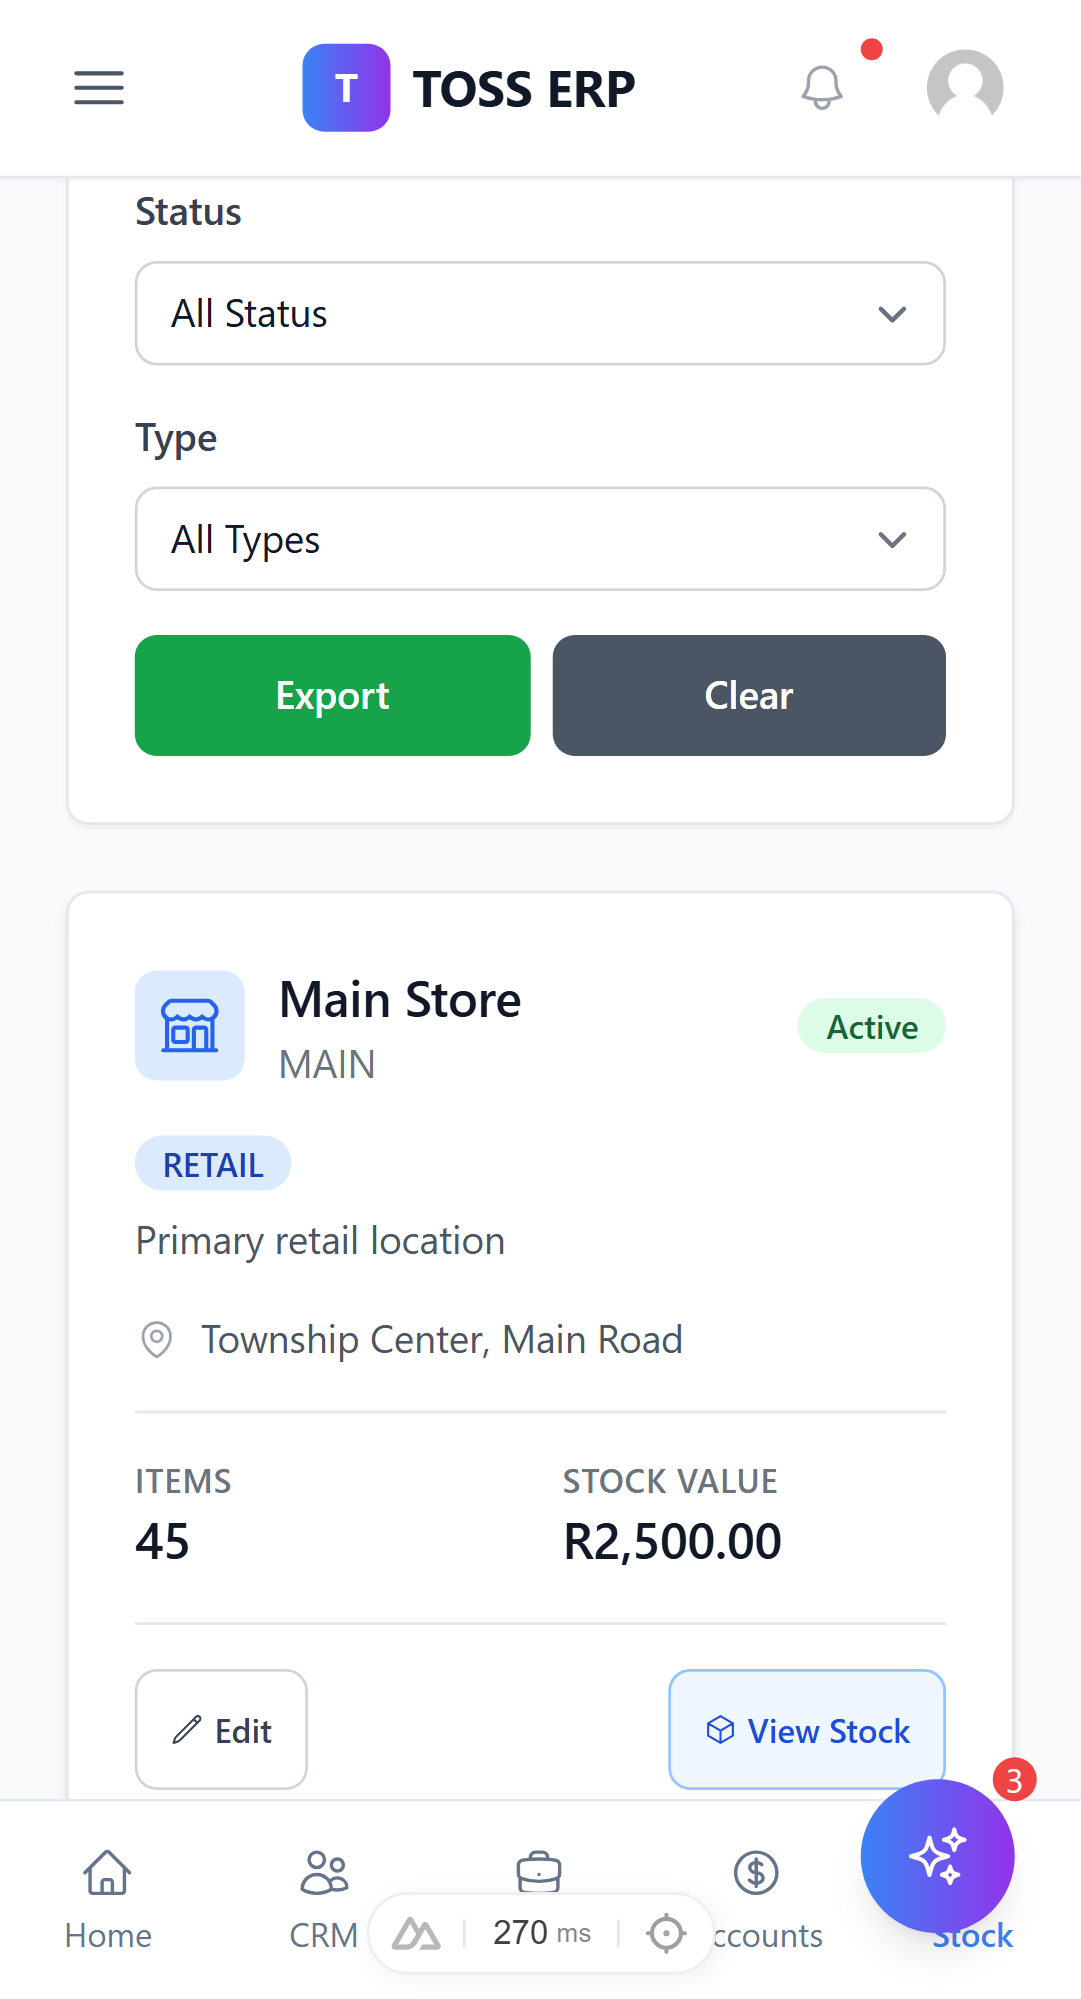 T TOSS ERP
Status
All Status
Type
All Types
Export Clear
Main Store
MAIN
Active
RETAIL
Primary retail location
Township Center, Main Road
ITEMS STOCK VALUE
45 R2,500.00
Edit View Stock
3
Home CRM ccounts Stock
270 ms